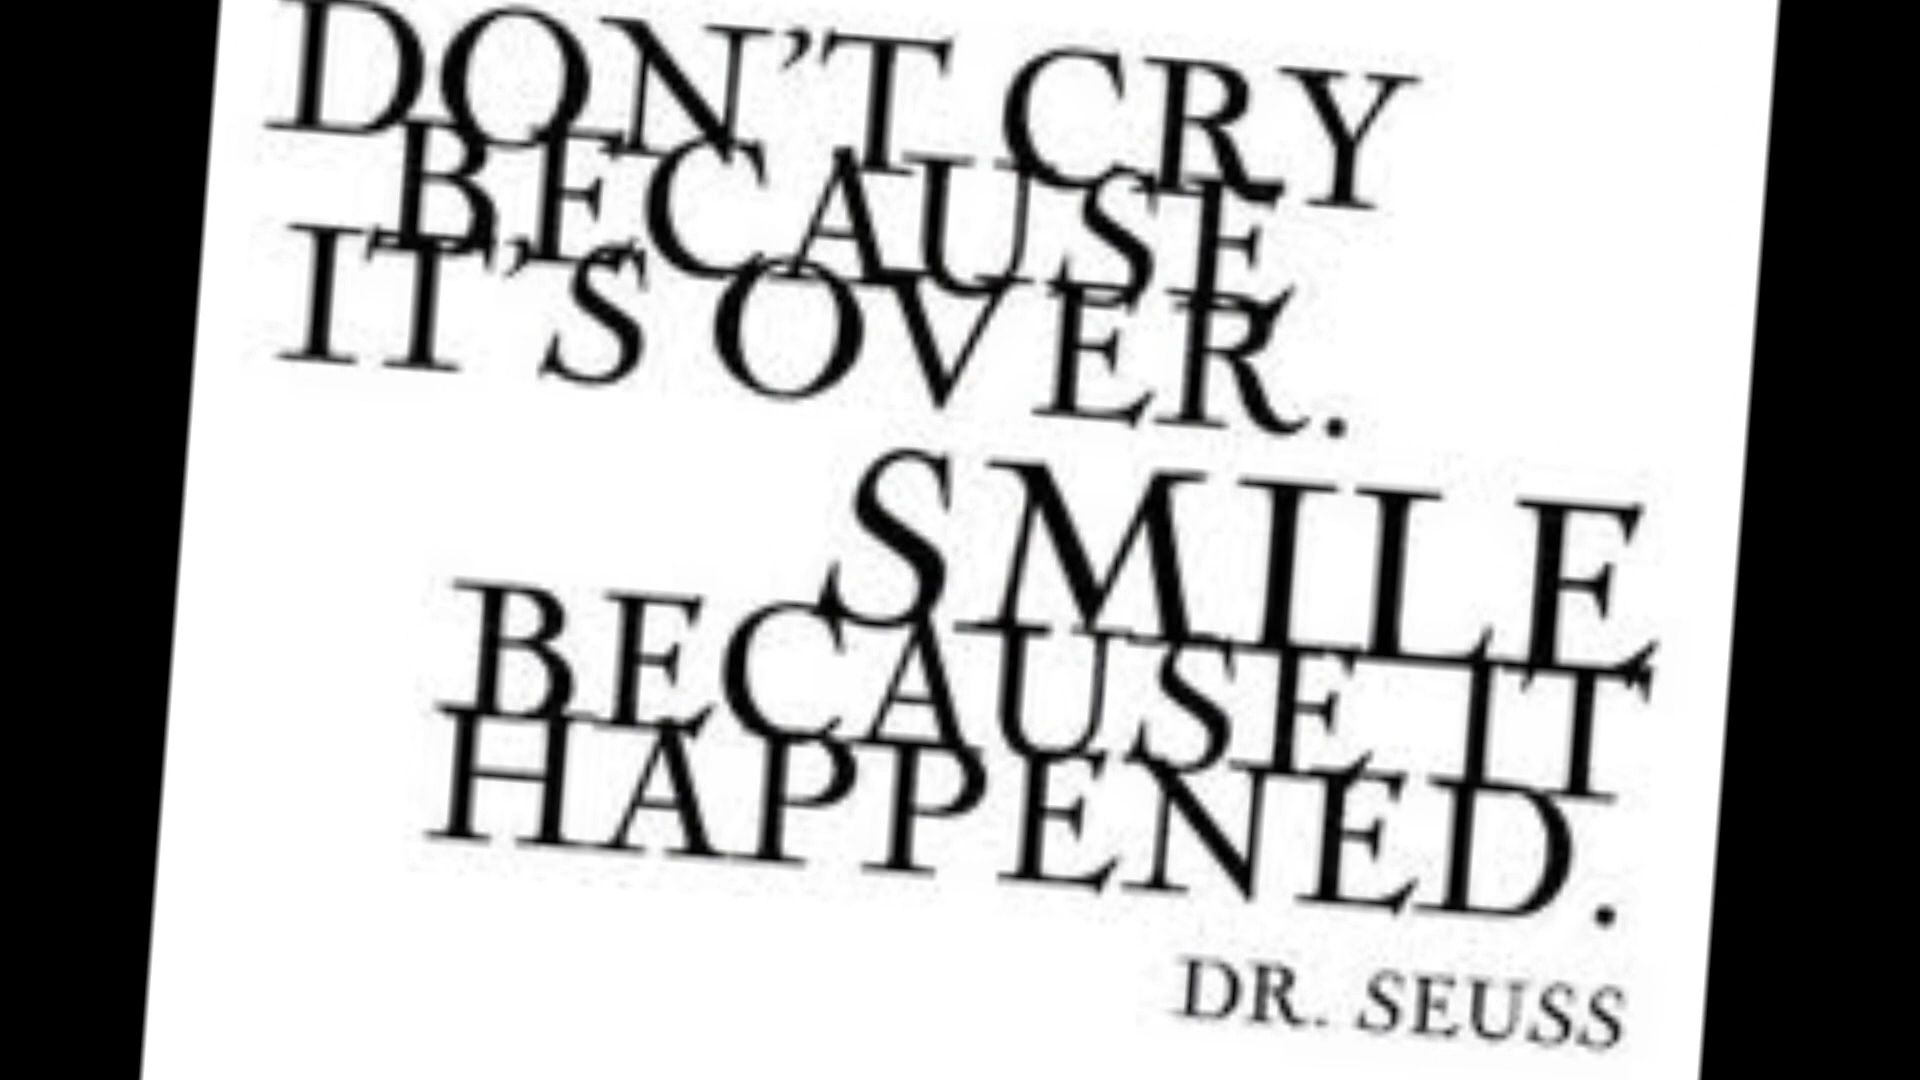 DON'T CRY
BECAUSE
IT'S OVER.
SMILE
BECAUSE IT
HAPPENED.
DR. SEUSS